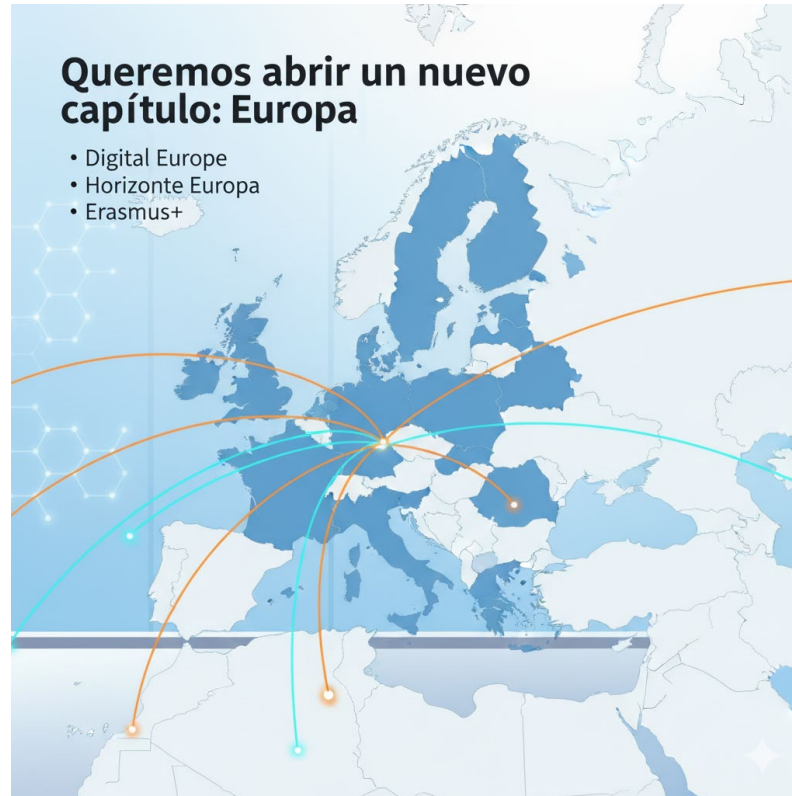 Queremos abrir un nuevo
capítulo: Europa
• Digital Europe
• Horizonte Europa
• Erasmus+